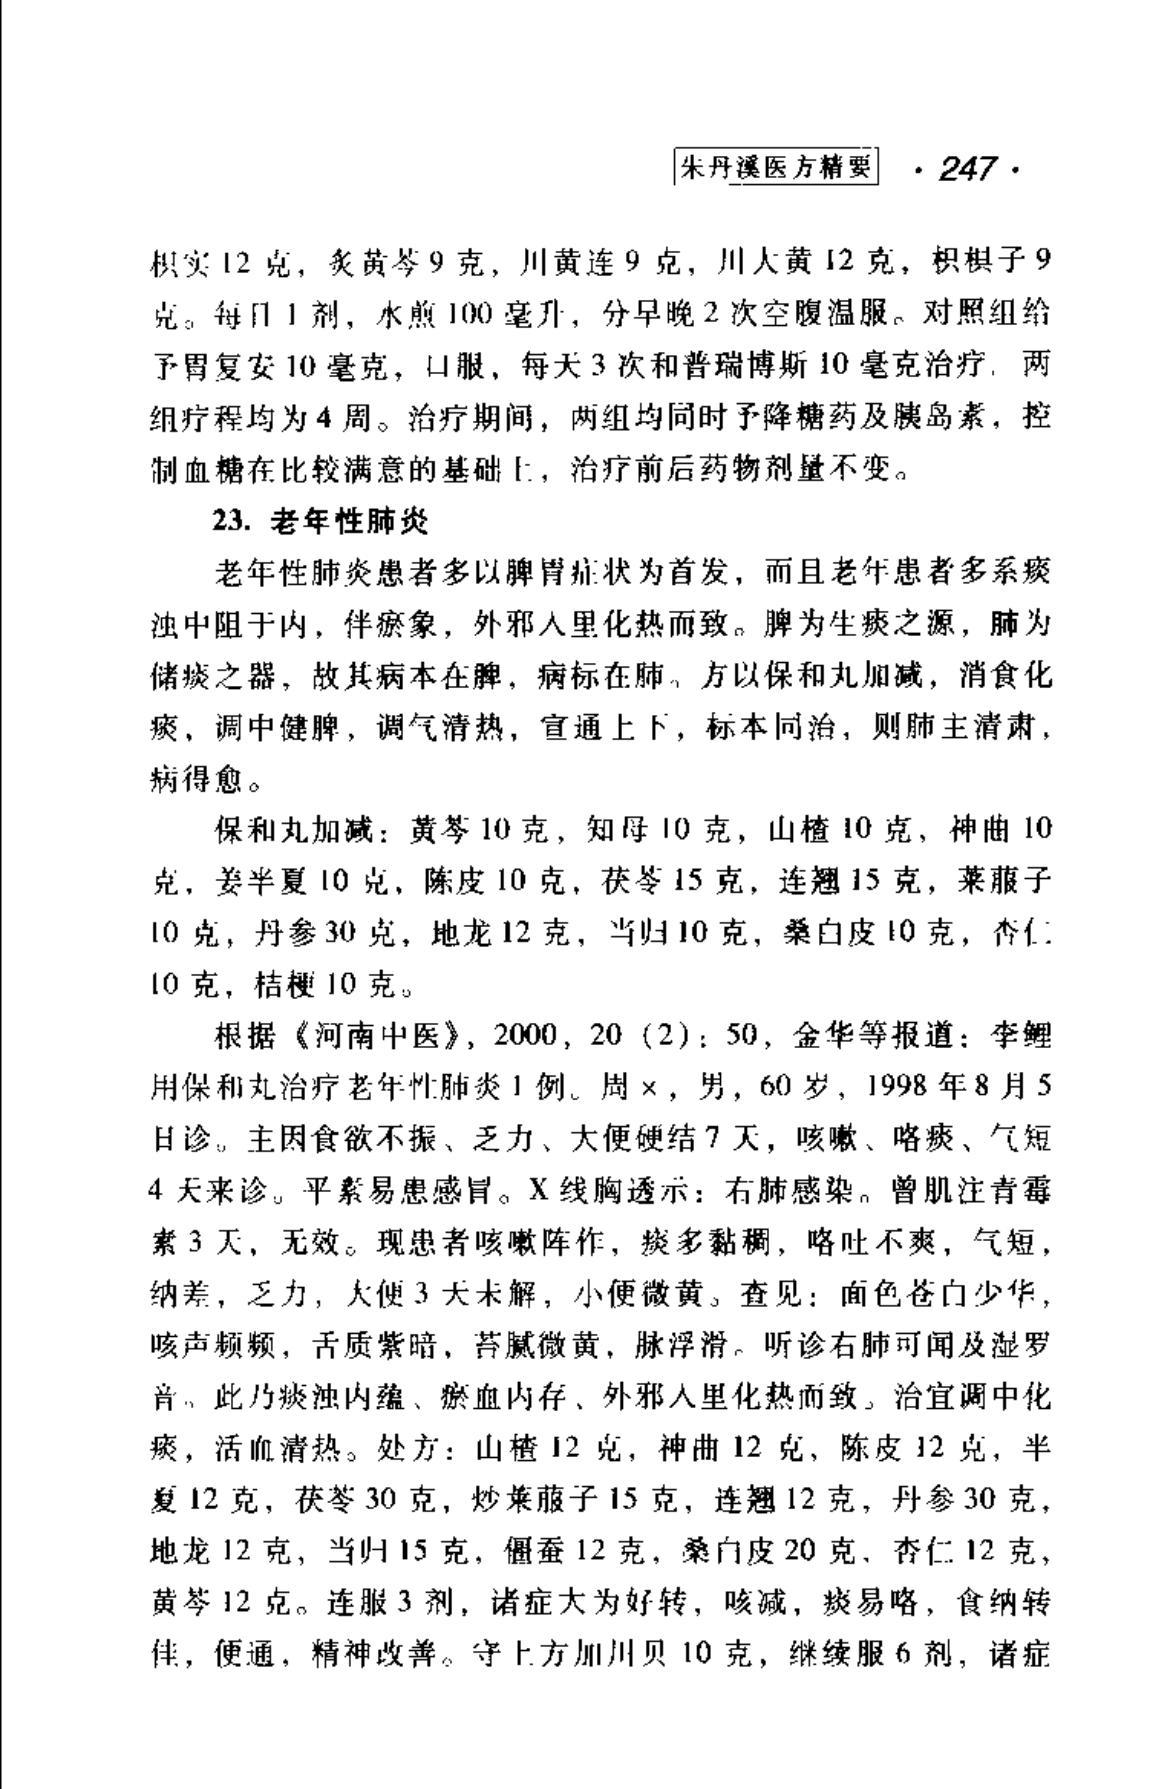 朱丹溪医方精要 · 247 ·
枳实 12 克，炙黄芩 9 克，川黄连 9 克，川大黄 12 克，枳椇子 9
克。每日 1 剂，水煎 100 毫升，分早晚 2 次空腹温服。对照组给
予胃复安 10 毫克，口服，每天 3 次和普瑞博斯 10 毫克治疗. 两
组疗程均为 4 周。治疗期间，两组均同时予降糖药及胰岛素，控
制血糖在比较满意的基础上，治疗前后药物剂量不变。
23. 老年性肺炎
老年性肺炎患者多以脾胃症状为首发，而且老年患者多系痰
浊中阻于内，伴瘀象，外邪入里化热而致。脾为生痰之源，肺为
储痰之器，故其病本在脾，病标在肺。方以保和丸加减，消食化
痰，调中健脾，调气清热，宣通上下，标本同治，则肺主清肃，
病得愈。
保和丸加减：黄芩 10 克，知母 10 克，山楂 10 克，神曲 10
克，姜半夏 10 克，陈皮 10 克，茯苓 15 克，连翘 15 克，莱菔子
10 克，丹参 30 克，地龙 12 克，当归 10 克，桑白皮 10 克，杏仁
10 克，桔梗 10 克。
根据《河南中医》，2000，20（2）：50，金华等报道：李鲤
用保和丸治疗老年性肺炎 1 例。周×，男，60 岁，1998 年 8 月 5
日诊。主因食欲不振、乏力、大便硬结 7 天，咳嗽、咯痰、气短
4 天来诊。平素易患感冒。X 线胸透示：右肺感染。曾肌注青霉
素 3 天，无效。现患者咳嗽阵作，痰多黏稠，咯吐不爽，气短，
纳差，乏力，大便 3 天未解，小便微黄。查见：面色苍白少华，
咳声频频，舌质紫暗，苔腻微黄，脉浮滑。听诊右肺可闻及湿罗
音。此乃痰浊内蕴、瘀血内存、外邪入里化热而致。治宜调中化
痰，活血清热。处方：山楂 12 克，神曲 12 克，陈皮 12 克，半
夏 12 克，茯苓 30 克，炒莱菔子 15 克，连翘 12 克，丹参 30 克，
地龙 12 克，当归 15 克，僵蚕 12 克，桑白皮 20 克，杏仁 12 克，
黄芩 12 克。连服 3 剂，诸症大为好转，咳减，痰易咯，食纳转
佳，便通，精神改善。守上方加川贝 10 克，继续服 6 剂，诸症